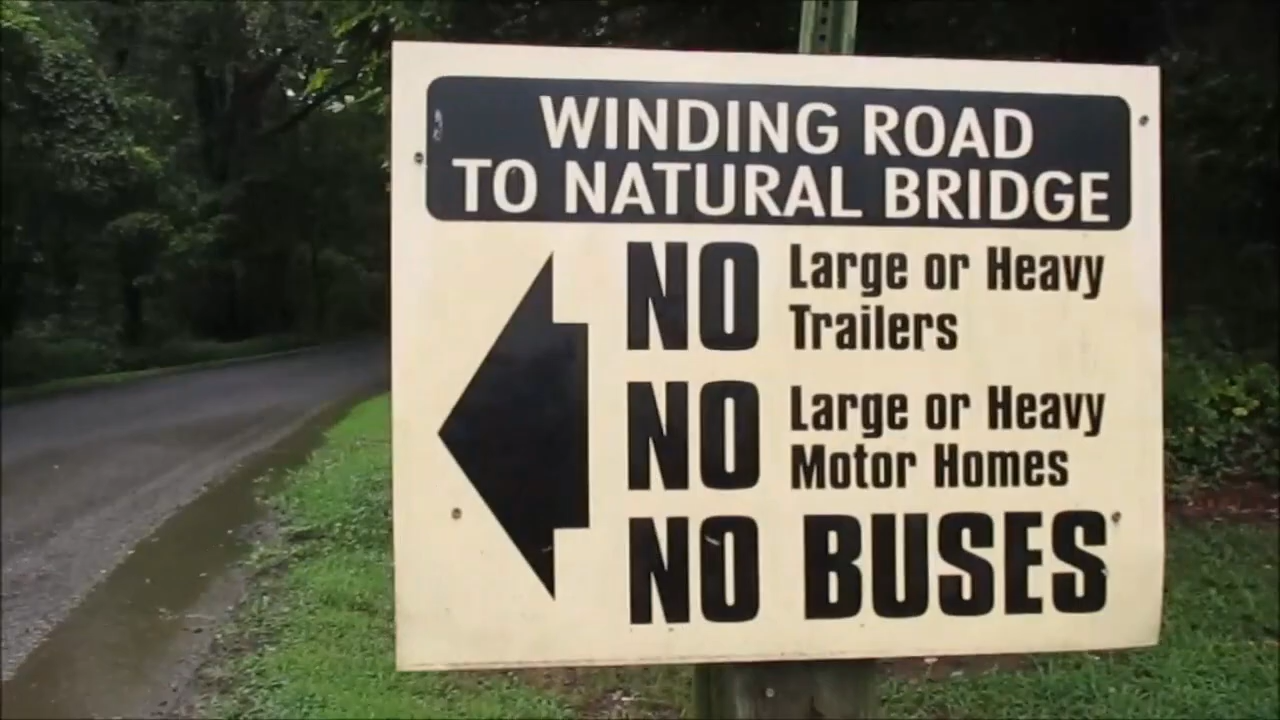 WINDING ROAD
TO NATURAL BRIDGE
NO Large or Heavy
Trailers
NO Large or Heavy
Motor Homes
NO BUSES